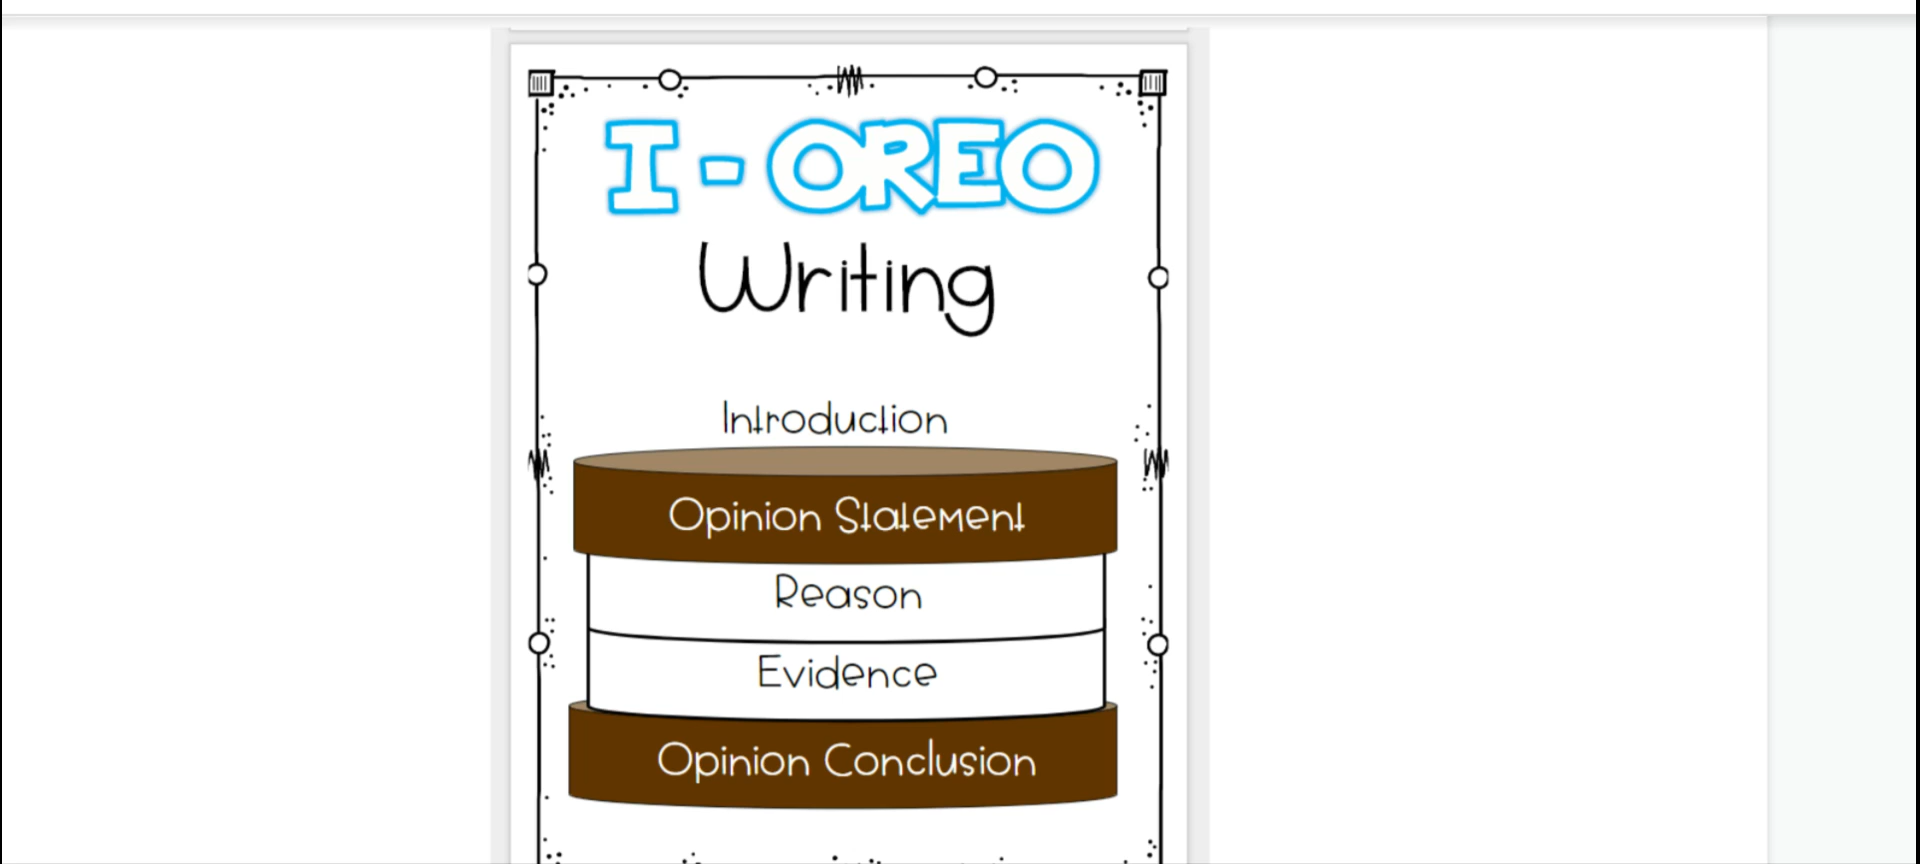 I - OREO
Writing
Introduction
Opinion Statement
Reason
Evidence
Opinion Conclusion